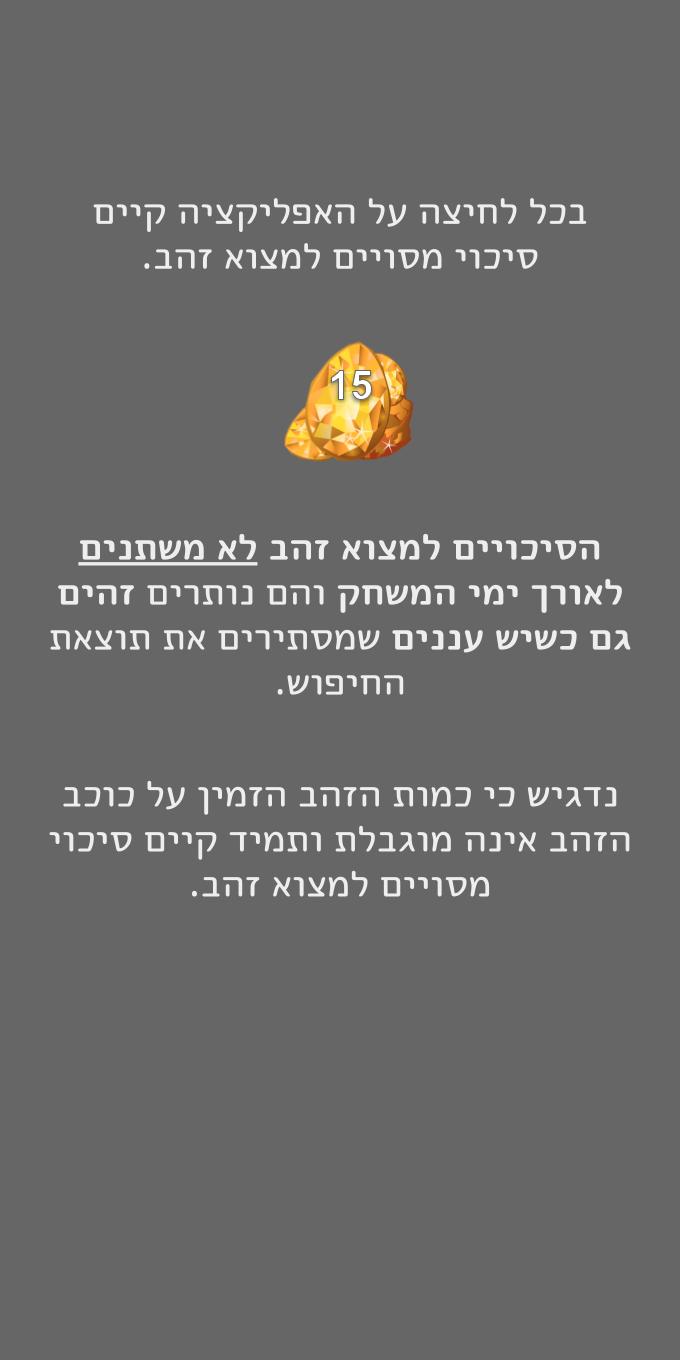 בכל לחיצה על האפליקציה קיים
סיכוי מסויים למצוא זהב.
15
הסיכויים למצוא זהב לא משתנים
לאורך ימי המשחק והם נותרים זהים
גם כשיש עננים שמסתירים את תוצאת
החיפוש.
נדגיש כי כמות הזהב הזמין על כוכב
הזהב אינה מוגבלת ותמיד קיים סיכוי
מסויים למצוא זהב.